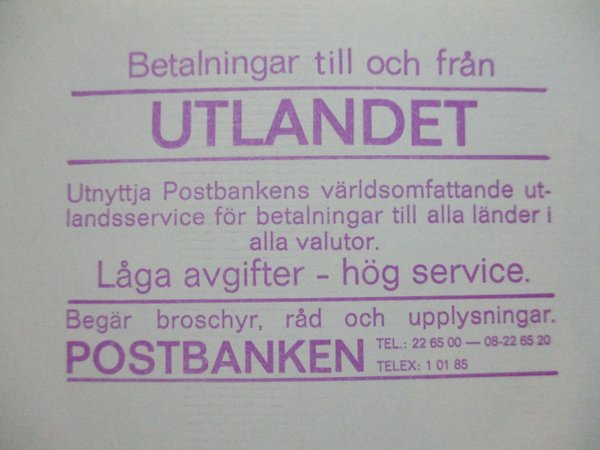 Betalningar till och från
UTLANDET
Utnyttja Postbankens världsomfattande ut-
landsservice för betalningar till alla länder i
alla valutor.
Låga avgifter - hög service.
Begär broschyr, råd och upplysningar.
POSTBANKEN TEL.: 22 65 00 — 08-22 65 20
TELEX: 1 01 85